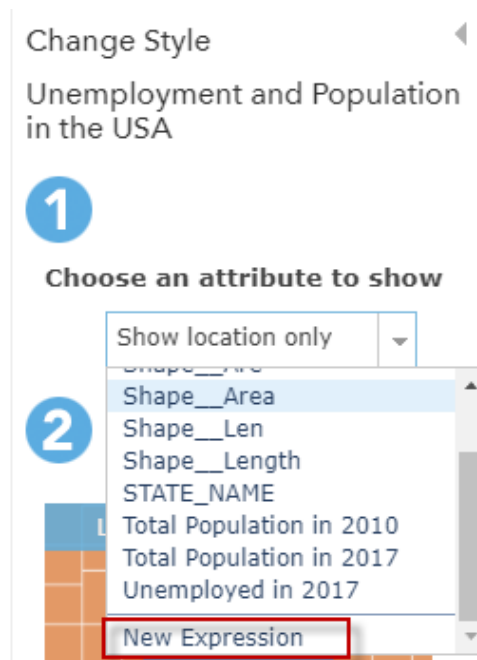 Change Style
Unemployment and Population
in the USA
1
Choose an attribute to show
Show location only
2
Shape__Area
Shape__Len
Shape__Length
STATE_NAME
Total Population in 2010
Total Population in 2017
Unemployed in 2017
New Expression